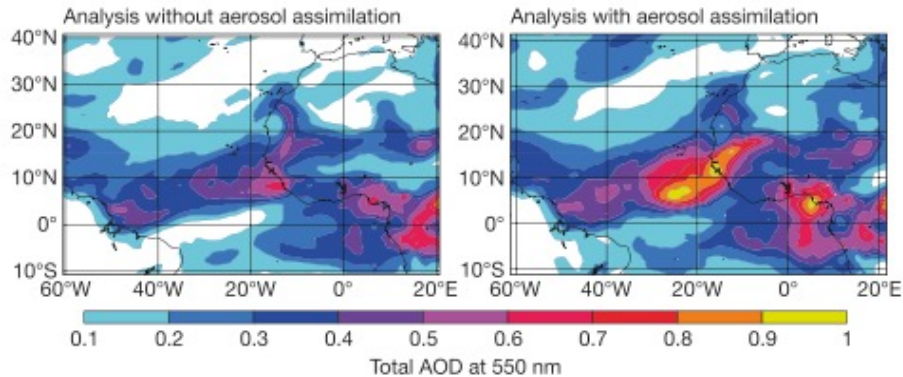 Analysis without aerosol assimilation
Analysis with aerosol assimilation
40°N
30°N
20°N
10°N
0°
10°S
60°W 40°W 20°W 0° 20°E
40°N
30°N
20°N
10°N
0°
10°S
60°W 40°W 20°W 0° 20°E
0.1 0.2 0.3 0.4 0.5 0.6 0.7 0.8 0.9 1
Total AOD at 550 nm